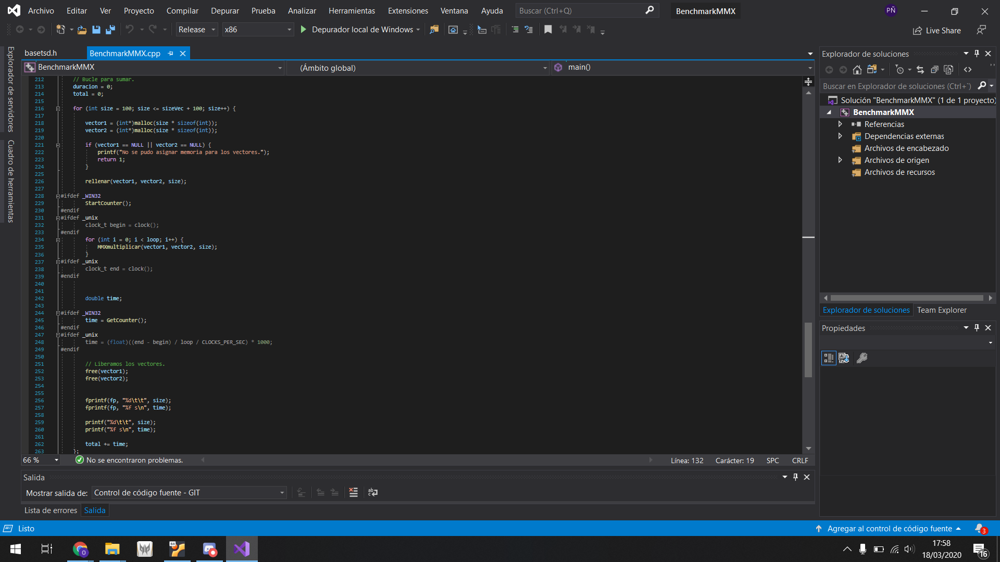 Archivo Editar Ver Proyecto Compilar Depurar Prueba Analizar Herramientas Extensiones Ventana Ayuda Buscar (Ctrl+Q) BenchmarkMMX PÑ
Release x86 Depurador local de Windows Live Share
Explorador de servidores
Cuadro de herramientas
basetsd.h BenchmarkMMX.cpp
BenchmarkMMX (Ámbito global) main()
212 // Bucle para sumar.
213 duracion = 0;
214 total = 0;
215
216 for (int size = 100; size <= sizeVec + 100; size++) {
217
218 vector1 = (int*)malloc(size * sizeof(int));
219 vector2 = (int*)malloc(size * sizeof(int));
220
221 if (vector1 == NULL || vector2 == NULL) {
222 printf("No se pudo asignar memoria para los vectores.");
223 return 1;
224 }
225
226 rellenar(vector1, vector2, size);
227
228 #ifdef _WIN32
229 StartCounter();
230 #endif
231 #ifdef _unix
232 clock_t begin = clock();
233 #endif
234 for (int i = 0; i < loop; i++) {
235 MMXmultiplicar(vector1, vector2, size);
236 }
237 #ifdef _unix
238 clock_t end = clock();
239 #endif
240
241
242 double time;
243
244 #ifdef _WIN32
245 time = GetCounter();
246 #endif
247 #ifdef _unix
248 time = (float)((end - begin) / loop / CLOCKS_PER_SEC) * 1000;
249 #endif
250
251 // Liberamos los vectores.
252 free(vector1);
253 free(vector2);
254
255
256 fprintf(fp, "%d\t\t", size);
257 fprintf(fp, "%f s\n", time);
258
259 printf("%d\t\t", size);
260 printf("%f s\n", time);
261
262 total += time;
263 };
66 % No se encontraron problemas. Línea: 132 Carácter: 19 SPC CRLF
Salida
Mostrar salida de: Control de código fuente - GIT
Lista de errores Salida
Explorador de soluciones
Buscar en Explorador de soluciones (Ctrl+`)
Solución "BenchmarkMMX" (1 de 1 proyecto)
BenchmarkMMX
Referencias
Dependencias externas
Archivos de encabezado
Archivos de origen
Archivos de recursos
Explorador de soluciones Team Explorer
Propiedades
Listo Agregar al control de código fuente 3
64
17:58
18/03/2020
16